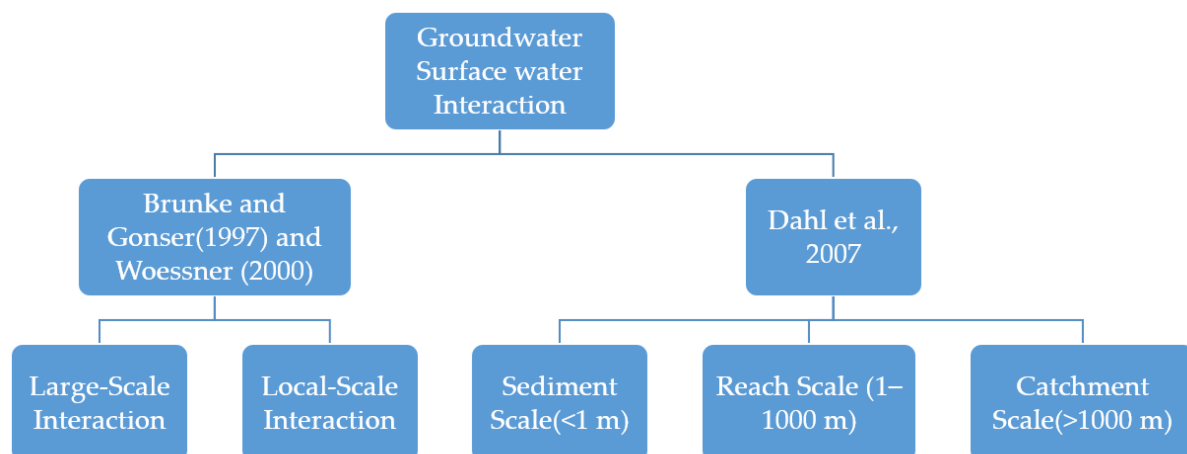 Groundwater
Surface water
Interaction
Brunke and
Gonser(1997) and
Woessner (2000)
Dahl et al.,
2007
Large-Scale
Interaction
Local-Scale
Interaction
Sediment
Scale(<1 m)
Reach Scale (1–
1000 m)
Catchment
Scale(>1000 m)